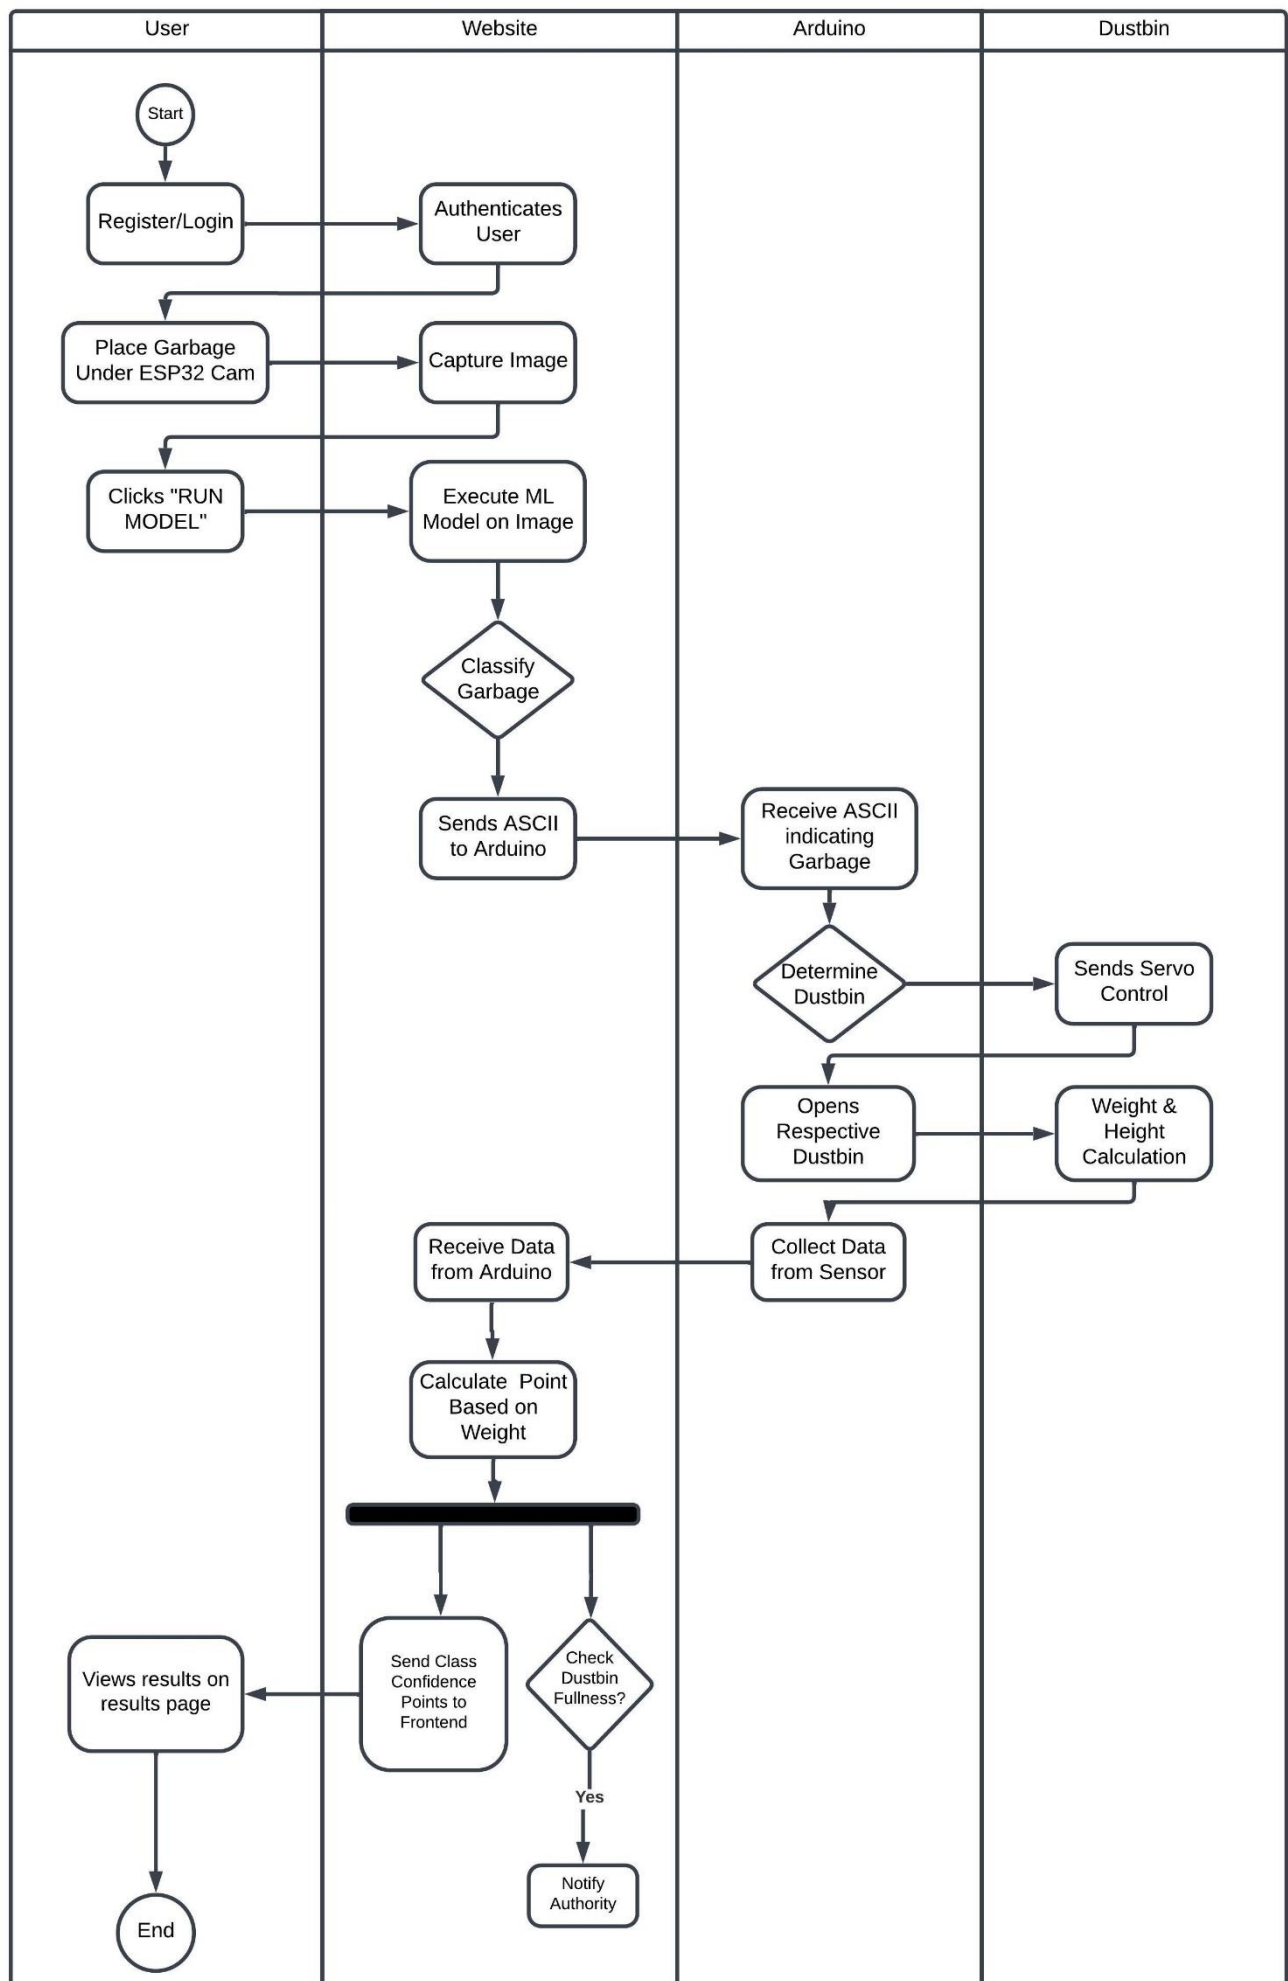 User
Website
Arduino
Dustbin
Start
Register/Login
Authenticates
User
Place Garbage
Under ESP32 Cam
Capture Image
Clicks "RUN
MODEL"
Execute ML
Model on Image
Classify
Garbage
Sends ASCII
to Arduino
Receive ASCII
indicating
Garbage
Determine
Dustbin
Sends Servo
Control
Opens
Respective
Dustbin
Weight &
Height
Calculation
Receive Data
from Arduino
Collect Data
from Sensor
Calculate  Point
Based on
Weight
Views results on
results page
Send Class
Confidence
Points to
Frontend
Check
Dustbin
Fullness?
Yes
Notify
Authority
End